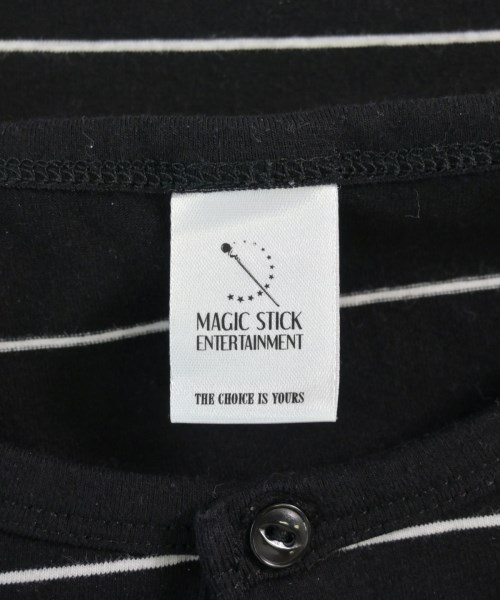 MAGIC STICK
ENTERTAINMENT
THE CHOICE IS YOURS